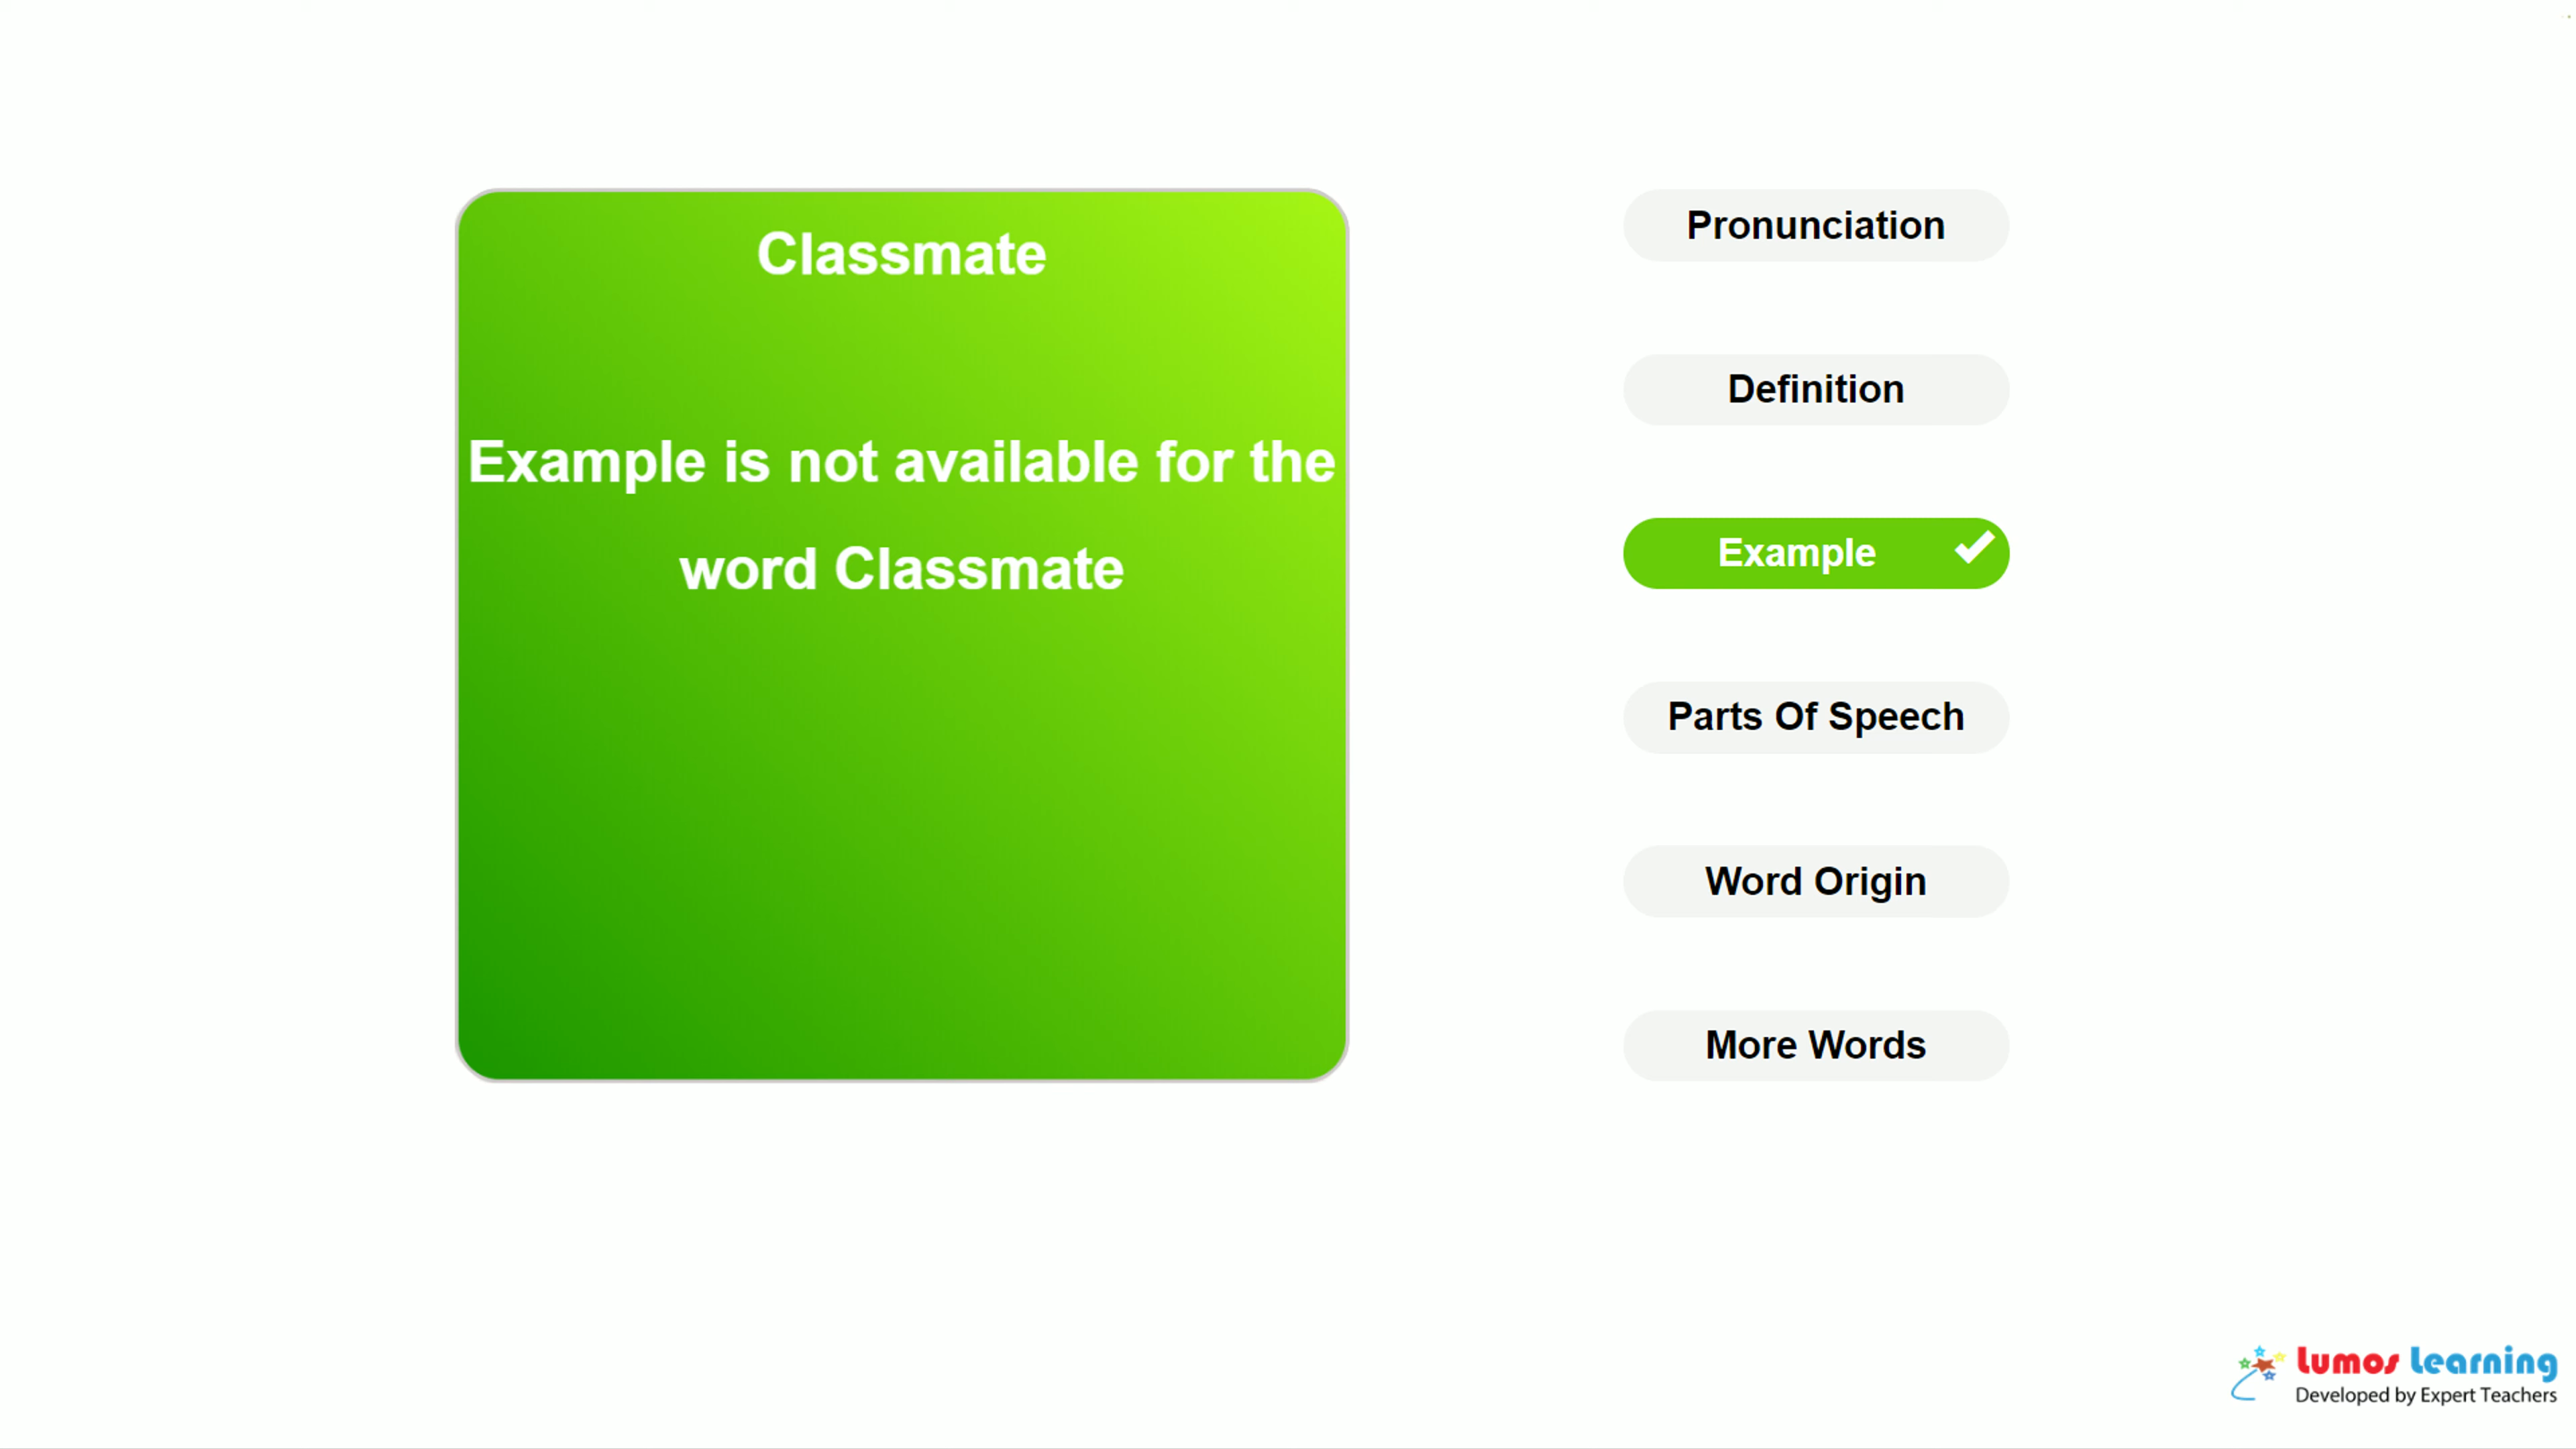 Classmate
Example is not available for the
word Classmate
Pronunciation
Definition
Example
Parts Of Speech
Word Origin
More Words
Lumos Learning
Developed by Expert Teachers